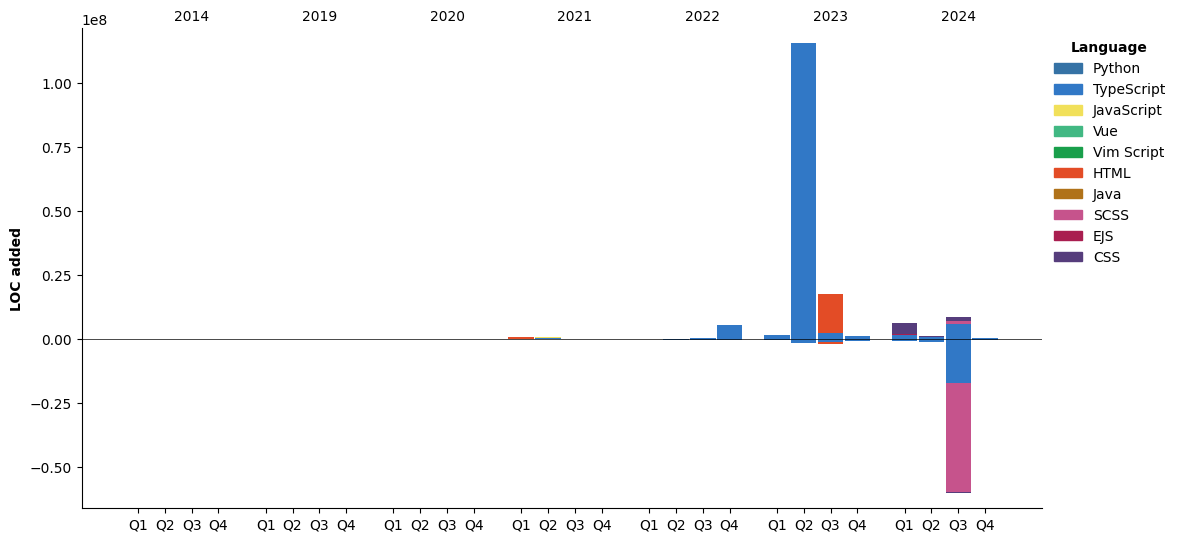 2014 2019 2020 2021 2022 2023 2024
1e8
Language
Python
TypeScript
JavaScript
Vue
Vim Script
HTML
Java
SCSS
EJS
CSS
LOC added
1.00
0.75
0.50
0.25
0.00
−0.25
−0.50
Q1 Q2 Q3 Q4 Q1 Q2 Q3 Q4 Q1 Q2 Q3 Q4 Q1 Q2 Q3 Q4 Q1 Q2 Q3 Q4 Q1 Q2 Q3 Q4 Q1 Q2 Q3 Q4